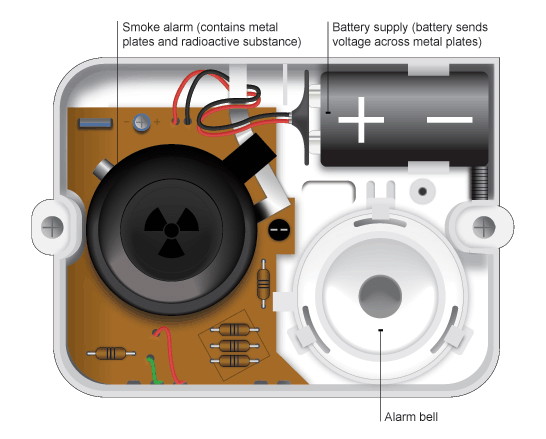 Smoke alarm (contains metal
plates and radioactive substance)
Battery supply (battery sends
voltage across metal plates)
Alarm bell